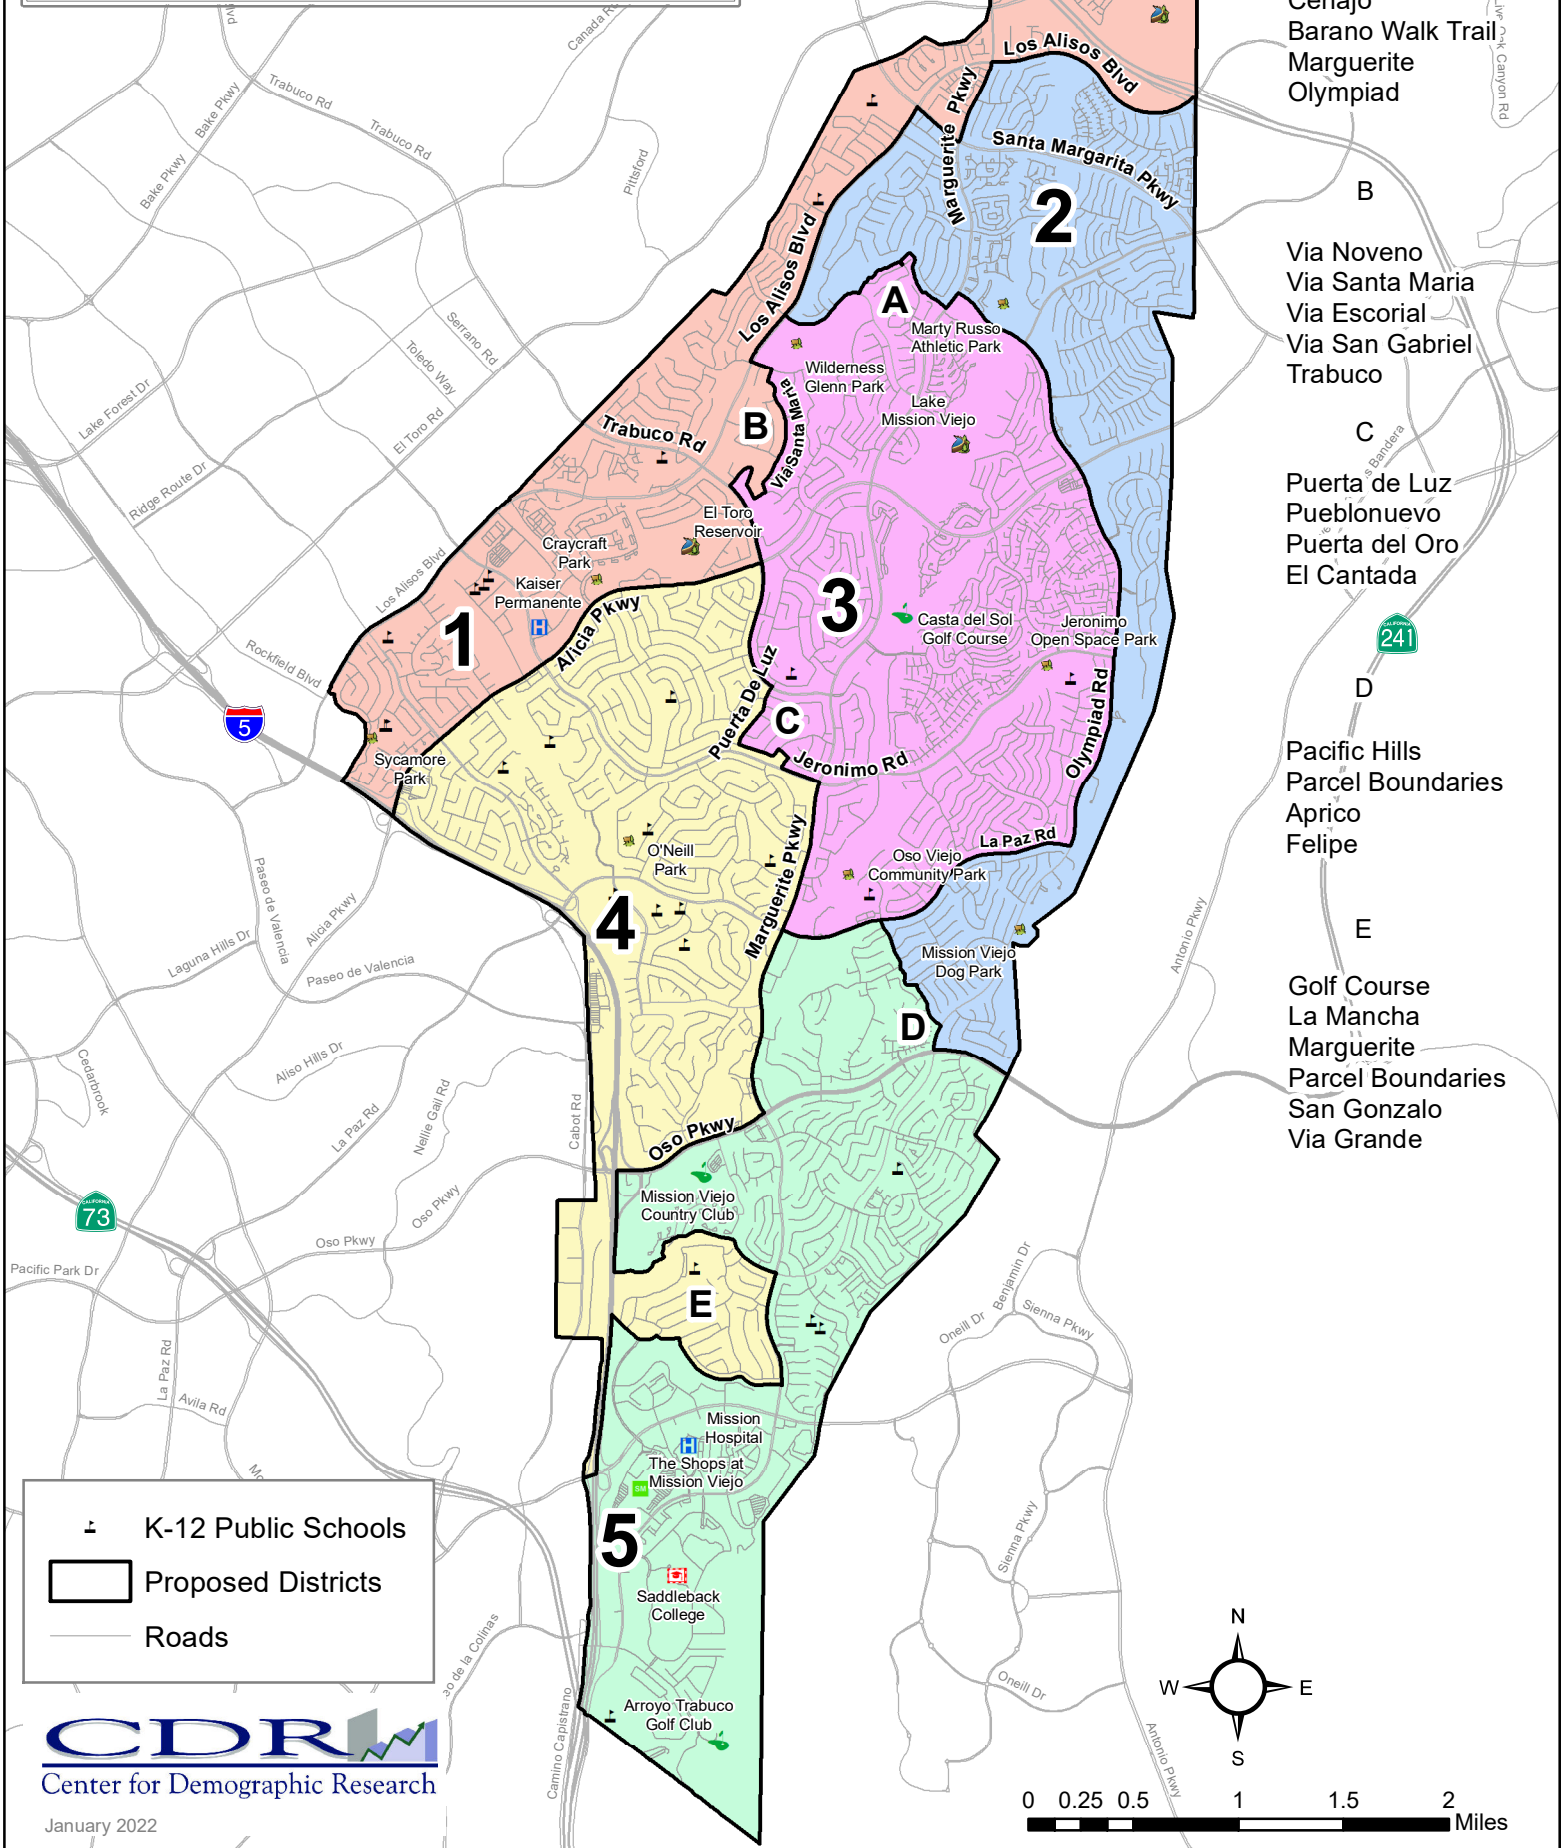 Barano Walk Trail
Marguerite
Olympiad
B
Via Noveno
Via Santa Maria
Via Escorial
Via San Gabriel
Trabuco
C
Puerta de Luz
Pueblonuevo
Puerta del Oro
El Cantada
D
Pacific Hills
Parcel Boundaries
Aprico
Felipe
E
Golf Course
La Mancha
Marguerite
Parcel Boundaries
San Gonzalo
Via Grande
Canada Rd
Live Oak Canyon Rd
Los Alisos Blvd
Marguerite Pkwy
Santa Margarita Pkwy
2
Trabuco Rd
Bake Pkwy
Trabuco Rd
Bake Pkwy
Pittsford
Los Alisos Blvd
A
Marty Russo
Athletic Park
Wilderness
Glenn Park
Lake
Mission Viejo
Via Santa Maria
B
Trabuco Rd
Serrano Rd
Toledo Way
El Toro Rd
Lake Forest Dr
Ridge Route Dr
El Toro
Reservoir
Craycraft
Park
Kaiser
Permanente
H
Los Alisos Blvd
Rockfield Blvd
1
Alicia Pkwy
3
Casta del Sol
Golf Course
Jeronimo
Open Space Park
CALIFORNIA
241
5
Puerta De Luz
C
Jeronimo Rd
Olympiad Rd
Sycamore
Park
La Paz Rd
O'Neill
Park
Marguerite Pkwy
Oso Viejo
Community Park
4
Mission Viejo
Dog Park
Antonio Pkwy
Paseo de Valencia
Alicia Pkwy
Laguna Hills Dr
Paseo de Valencia
D
Cedarbrook
Aliso Hills Dr
La Paz Rd
Nellie Gail Rd
Cabot Rd
Oso Pkwy
Oso Pkwy
Oso Pkwy
CALIFORNIA
73
Pacific Park Dr
Mission Viejo
Country Club
E
Benjamin Dr
Oneill Dr
Sienna Pkwy
La Paz Rd
Avila Rd
Mission
Hospital
H
The Shops at
Mission Viejo
SM
5
Saddleback
College
Sienna Pkwy
Oneill Dr
Antonio Pkwy
Arroyo Trabuco
Golf Club
Camino Capistrano
K-12 Public Schools
Proposed Districts
Roads
CDR
Center for Demographic Research
January 2022
N
W E
S
0 0.25 0.5 1 1.5 2
Miles